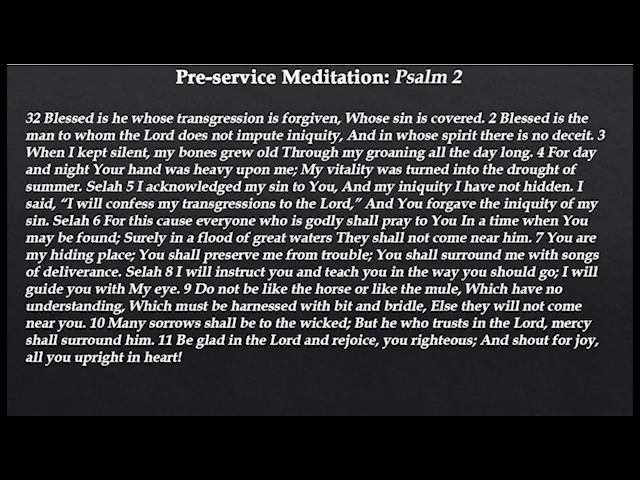 Pre-service Meditation: Psalm 2
32 Blessed is he whose transgression is forgiven, Whose sin is covered. 2 Blessed is the
man to whom the Lord does not impute iniquity, And in whose spirit there is no deceit. 3
When I kept silent, my bones grew old Through my groaning all the day long. 4 For day
and night Your hand was heavy upon me; My vitality was turned into the drought of
summer. Selah 5 I acknowledged my sin to You, And my iniquity I have not hidden. I
said, “I will confess my transgressions to the Lord,” And You forgave the iniquity of my
sin. Selah 6 For this cause everyone who is godly shall pray to You In a time when You
may be found; Surely in a flood of great waters They shall not come near him. 7 You are
my hiding place; You shall preserve me from trouble; You shall surround me with songs
of deliverance. Selah 8 I will instruct you and teach you in the way you should go; I will
guide you with My eye. 9 Do not be like the horse or like the mule, Which have no
understanding, Which must be harnessed with bit and bridle, Else they will not come
near you. 10 Many sorrows shall be to the wicked; But he who trusts in the Lord, mercy
shall surround him. 11 Be glad in the Lord and rejoice, you righteous; And shout for joy,
all you upright in heart!